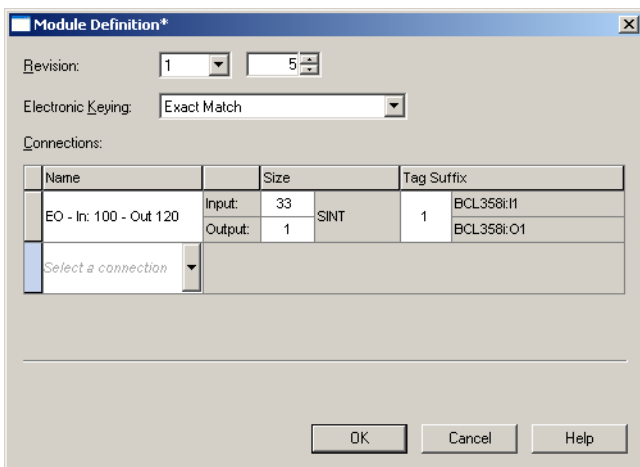 Module Definition*
Revision: 1 5
Electronic Keying: Exact Match
Connections:
Name Size Tag Suffix
EO - In: 100 - Out 120 Input: 33 SINT 1 BCL358i:I1
Output: 1 BCL358i:O1
Select a connection
OK Cancel Help